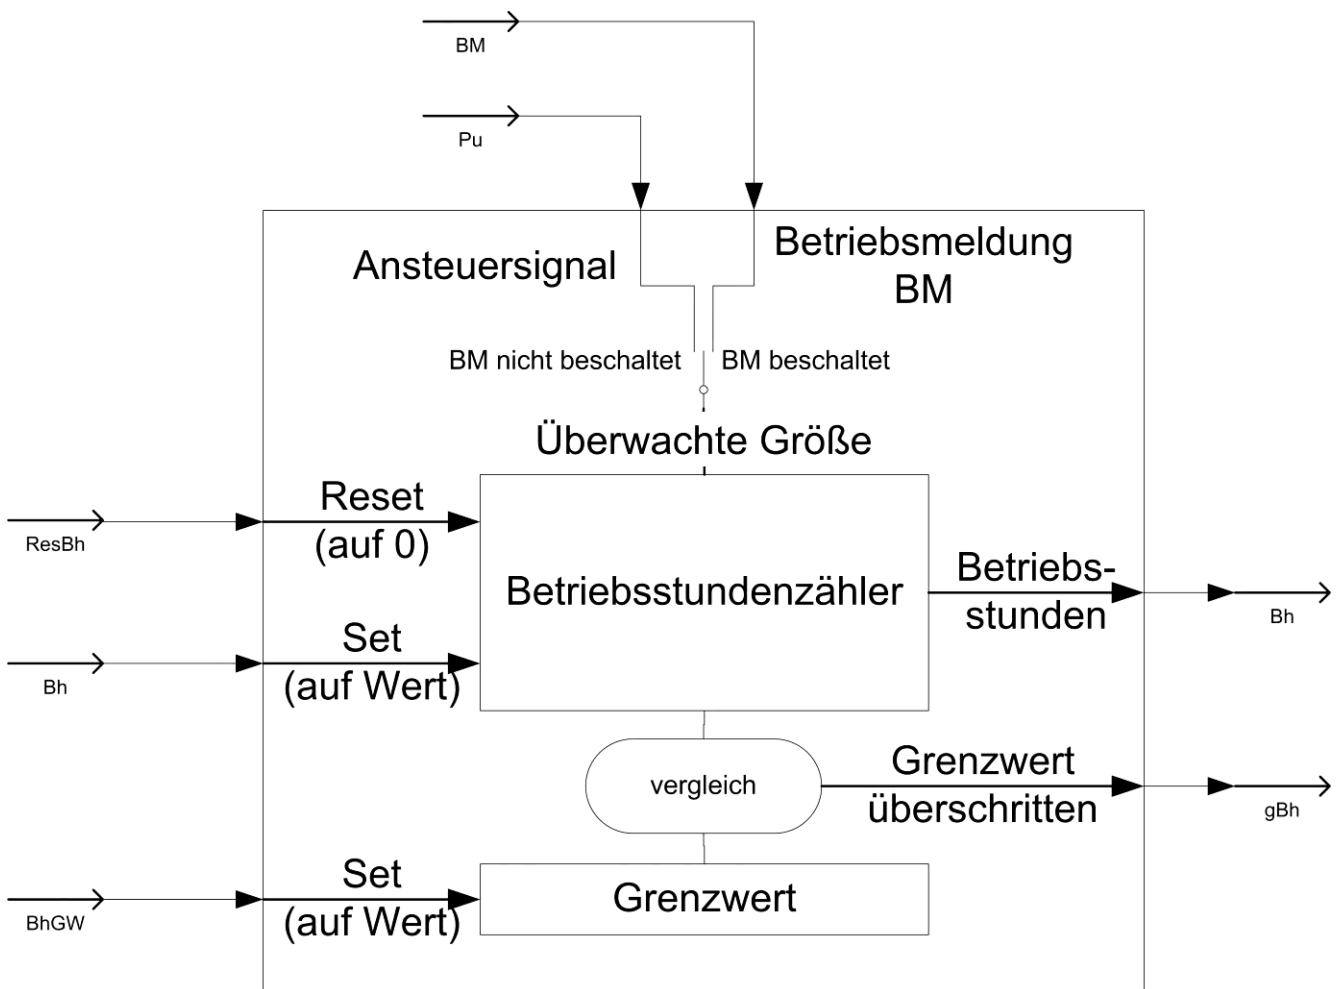 BM
Pu
Ansteuersignal
Betriebsmeldung
BM
BM nicht beschaltet
BM beschaltet
Überwachte Größe
Reset
(auf 0)
ResBh
Betriebsstundenzähler
Betriebs-
stunden
Bh
Set
(auf Wert)
Bh
vergleich
Grenzwert
überschritten
gBh
Set
(auf Wert)
BhGW
Grenzwert